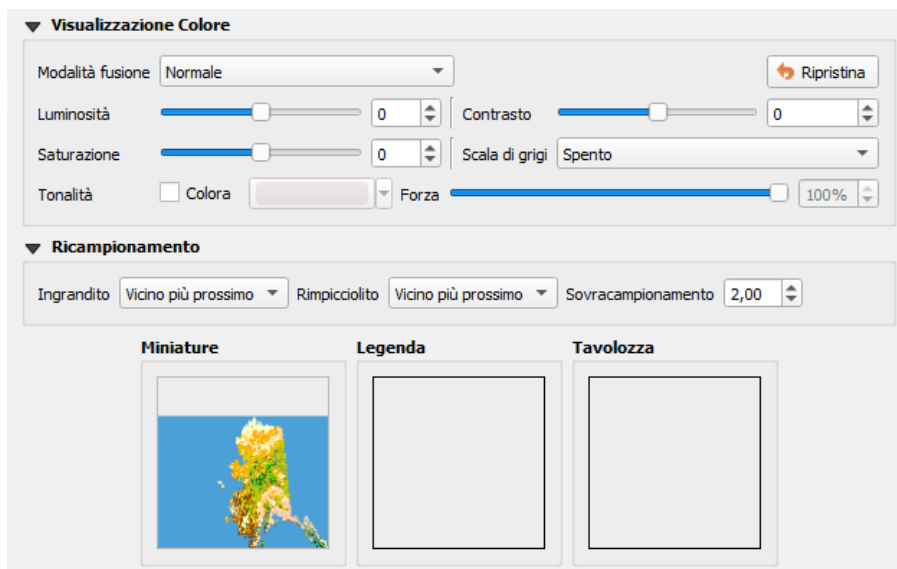 Visualizzazione Colore
Modalità fusione Normale Ripristina
Luminosità 0 Contrasto 0
Saturazione 0 Scala di grigi Spento
Tonalità Colora Forza 100%
Ricampionamento
Ingrandito Vicino più prossimo Rimpicciolito Vicino più prossimo Sovracampionamento 2,00
Miniature Legenda Tavolozza